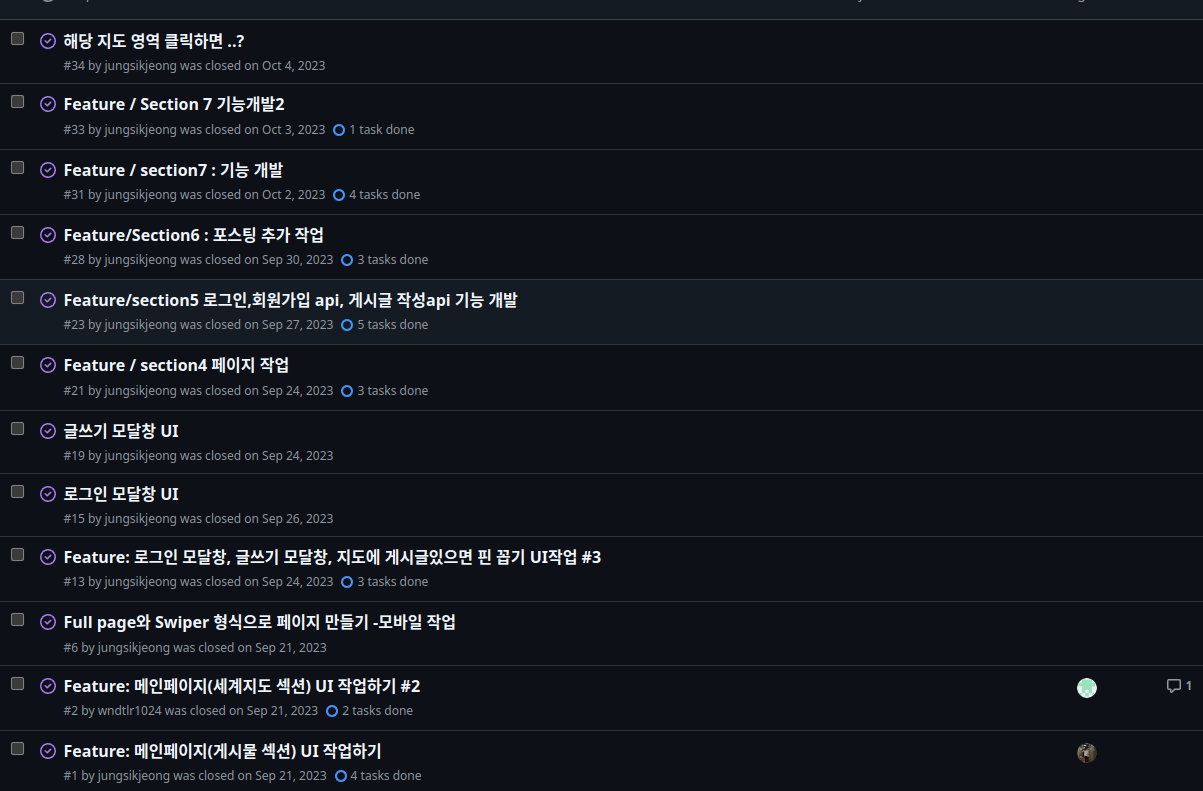 해당 지도 영역 클릭하면 ..?
#34 by jungsikjeong was closed on Oct 4, 2023
Feature / Section 7 기능개발2
#33 by jungsikjeong was closed on Oct 3, 2023 1 task done
Feature / section7 : 기능 개발
#31 by jungsikjeong was closed on Oct 2, 2023 4 tasks done
Feature/Section6 : 포스팅 추가 작업
#28 by jungsikjeong was closed on Sep 30, 2023 3 tasks done
Feature/section5 로그인,회원가입 api, 게시글 작성api 기능 개발
#23 by jungsikjeong was closed on Sep 27, 2023 5 tasks done
Feature / section4 페이지 작업
#21 by jungsikjeong was closed on Sep 24, 2023 3 tasks done
글쓰기 모달창 UI
#19 by jungsikjeong was closed on Sep 24, 2023
로그인 모달창 UI
#15 by jungsikjeong was closed on Sep 26, 2023
Feature: 로그인 모달창, 글쓰기 모달창, 지도에 게시글있으면 핀 꼽기 UI작업 #3
#13 by jungsikjeong was closed on Sep 24, 2023 3 tasks done
Full page와 Swiper 형식으로 페이지 만들기 -모바일 작업
#6 by jungsikjeong was closed on Sep 21, 2023
Feature: 메인페이지(세계지도 섹션) UI 작업하기 #2 1
#2 by wndtlr1024 was closed on Sep 21, 2023 2 tasks done
Feature: 메인페이지(게시물 섹션) UI 작업하기
#1 by jungsikjeong was closed on Sep 21, 2023 4 tasks done